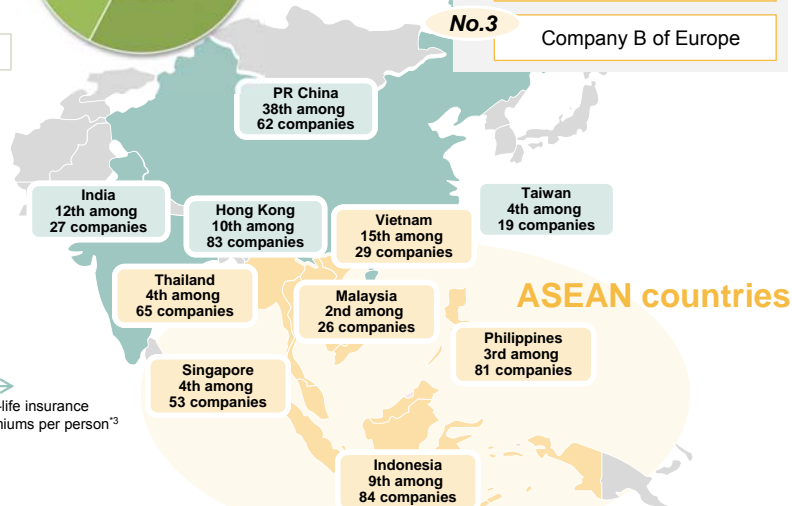 No.3
Company B of Europe
PR China
38th among
62 companies
India
12th among
27 companies
Hong Kong
10th among
83 companies
Vietnam
15th among
29 companies
Taiwan
4th among
19 companies
Thailand
4th among
65 companies
Malaysia
2nd among
26 companies
ASEAN countries
Philippines
3rd among
81 companies
Singapore
4th among
53 companies
-life insurance
niums per person*3
Indonesia
9th among
84 companies